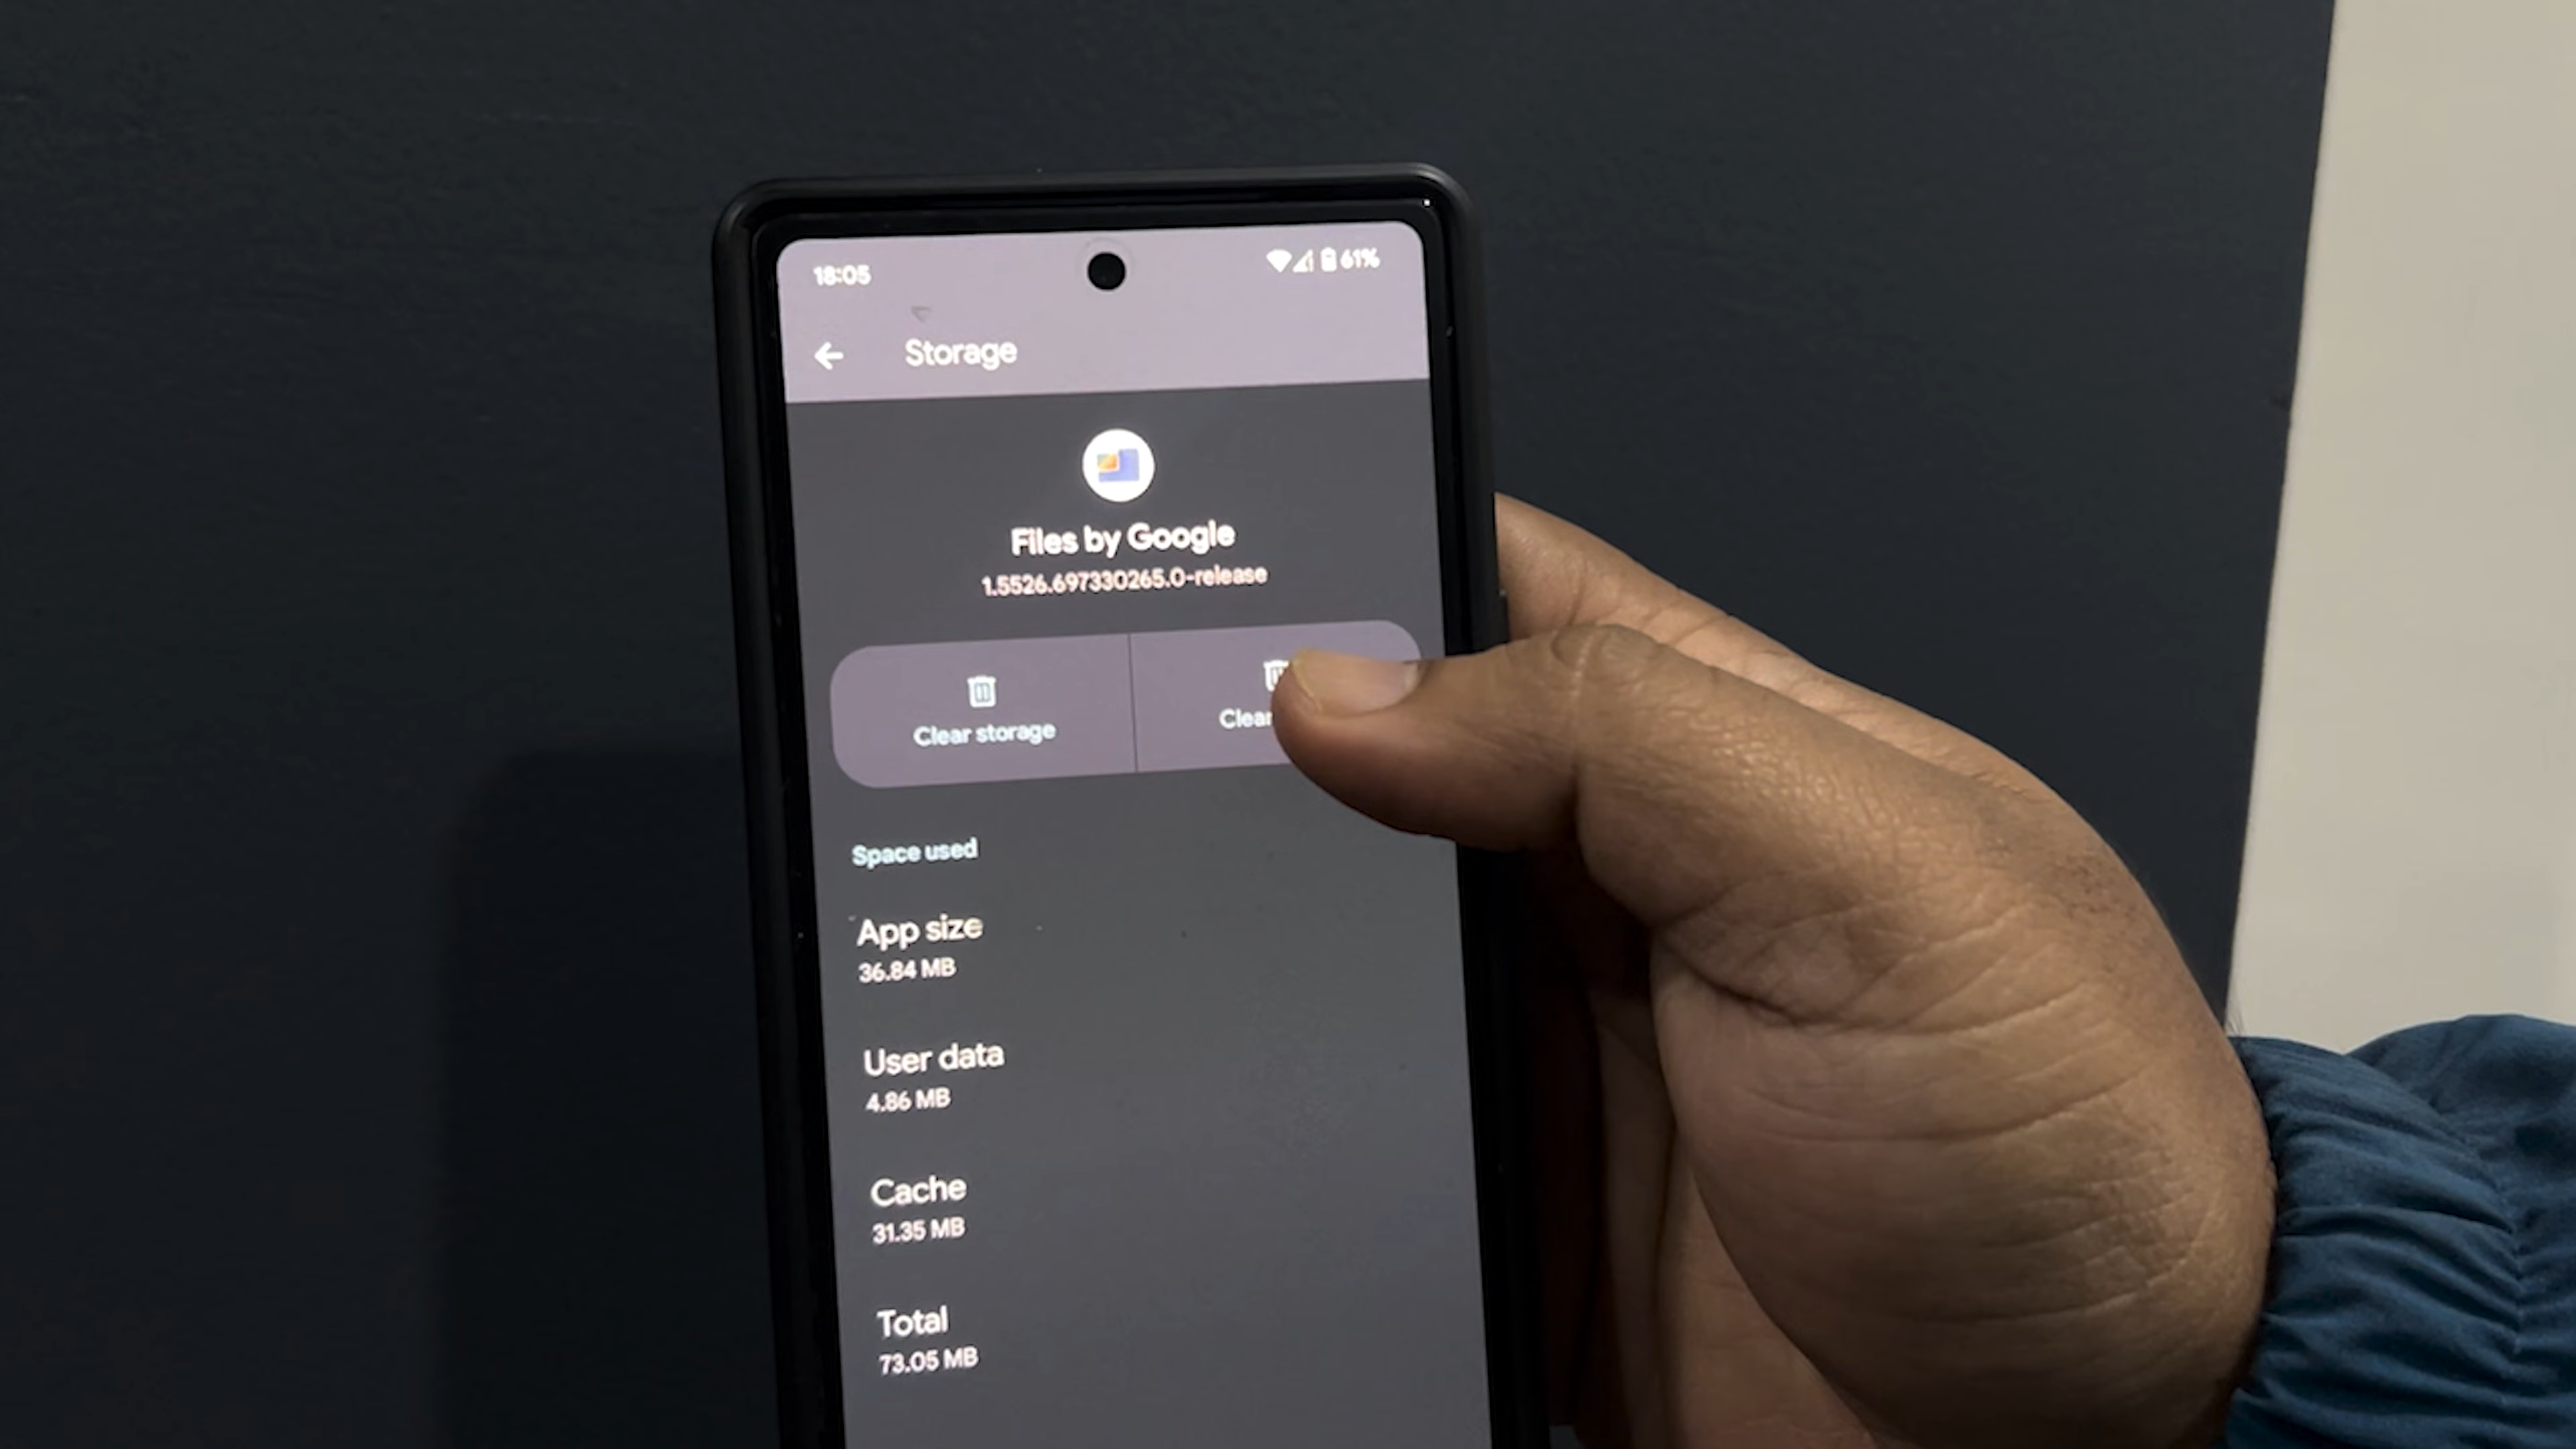 18:05
61%
Storage
Files by Google
1.5526.697330265.0-release
Clear storage
Clear
Space used
App size
36.84 MB
User data
4.86 MB
Cache
31.35 MB
Total
73.05 MB